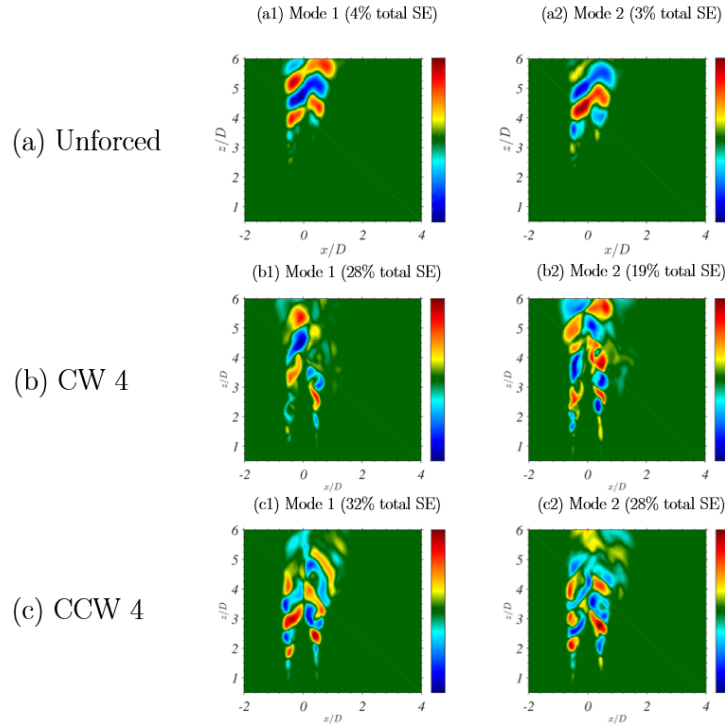 (a1) Mode 1 (4% total SE)
(a2) Mode 2 (3% total SE)
(a) Unforced
z/D
6
5
4
3
2
1
-2
0
2
4
x/D
z/D
6
5
4
3
2
1
-2
0
2
4
x/D
(b1) Mode 1 (28% total SE)
(b2) Mode 2 (19% total SE)
(b) CW 4
z/D
6
5
4
3
2
1
-2
0
2
4
x/D
z/D
6
5
4
3
2
1
-2
0
2
4
x/D
(c1) Mode 1 (32% total SE)
(c2) Mode 2 (28% total SE)
(c) CCW 4
z/D
6
5
4
3
2
1
-2
0
2
4
x/D
z/D
6
5
4
3
2
1
-2
0
2
4
x/D